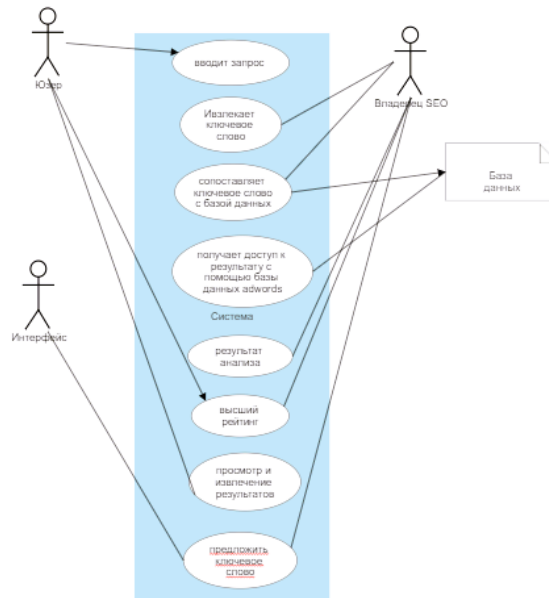 Юзер
вводит запрос
Владелец SEO
Ивзлекает
ключевое
слово
сопоставляет
ключевое слово
с базой данных
База
данных
получает доступ к
результату с
помощью базы
данных adwords
Система
Интерфейс
результат
анализа
высший
рейтинг
просмотр и
извлечение
результатов
предложить
ключевое
слово